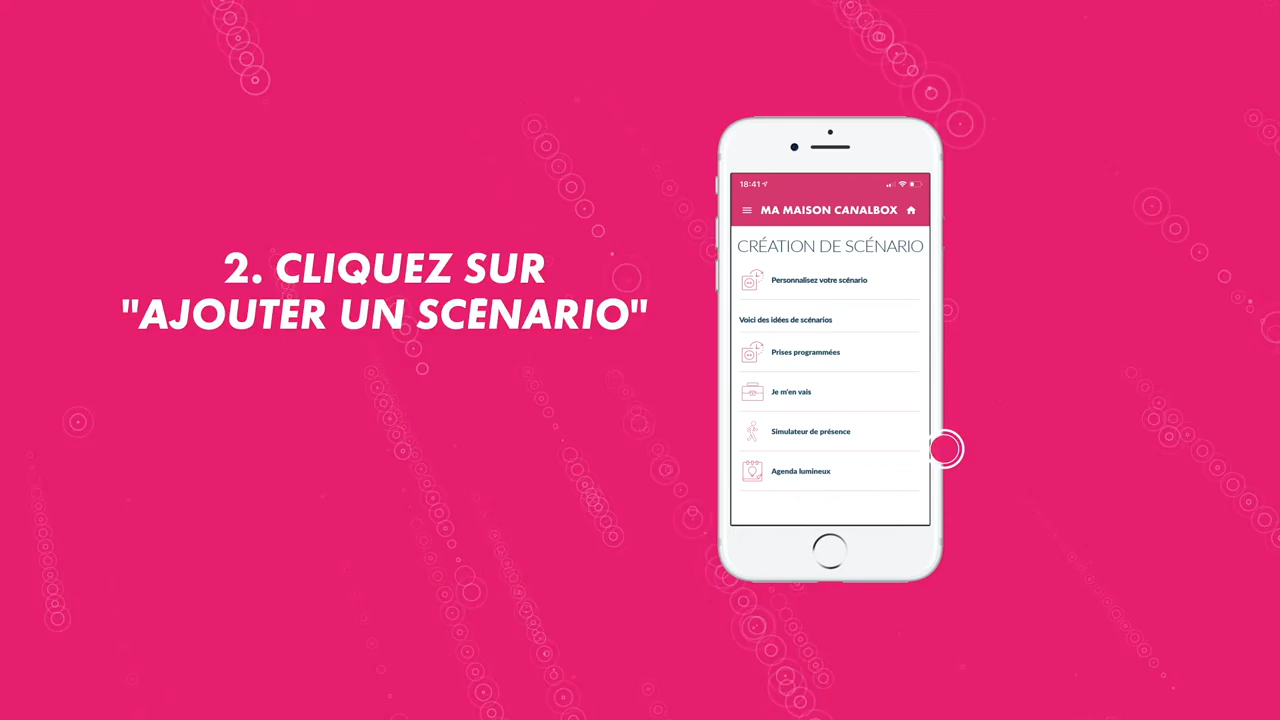 2. CLIQUEZ SUR
"AJOUTER UN SCÉNARIO"
18:41
MA MAISON CANALBOX
CRÉATION DE SCÉNARIO
Personnalisez votre scénario
Voici des idées de scénarios
Prises programmées
Je m'en vais
Simulateur de présence
Agenda lumineux